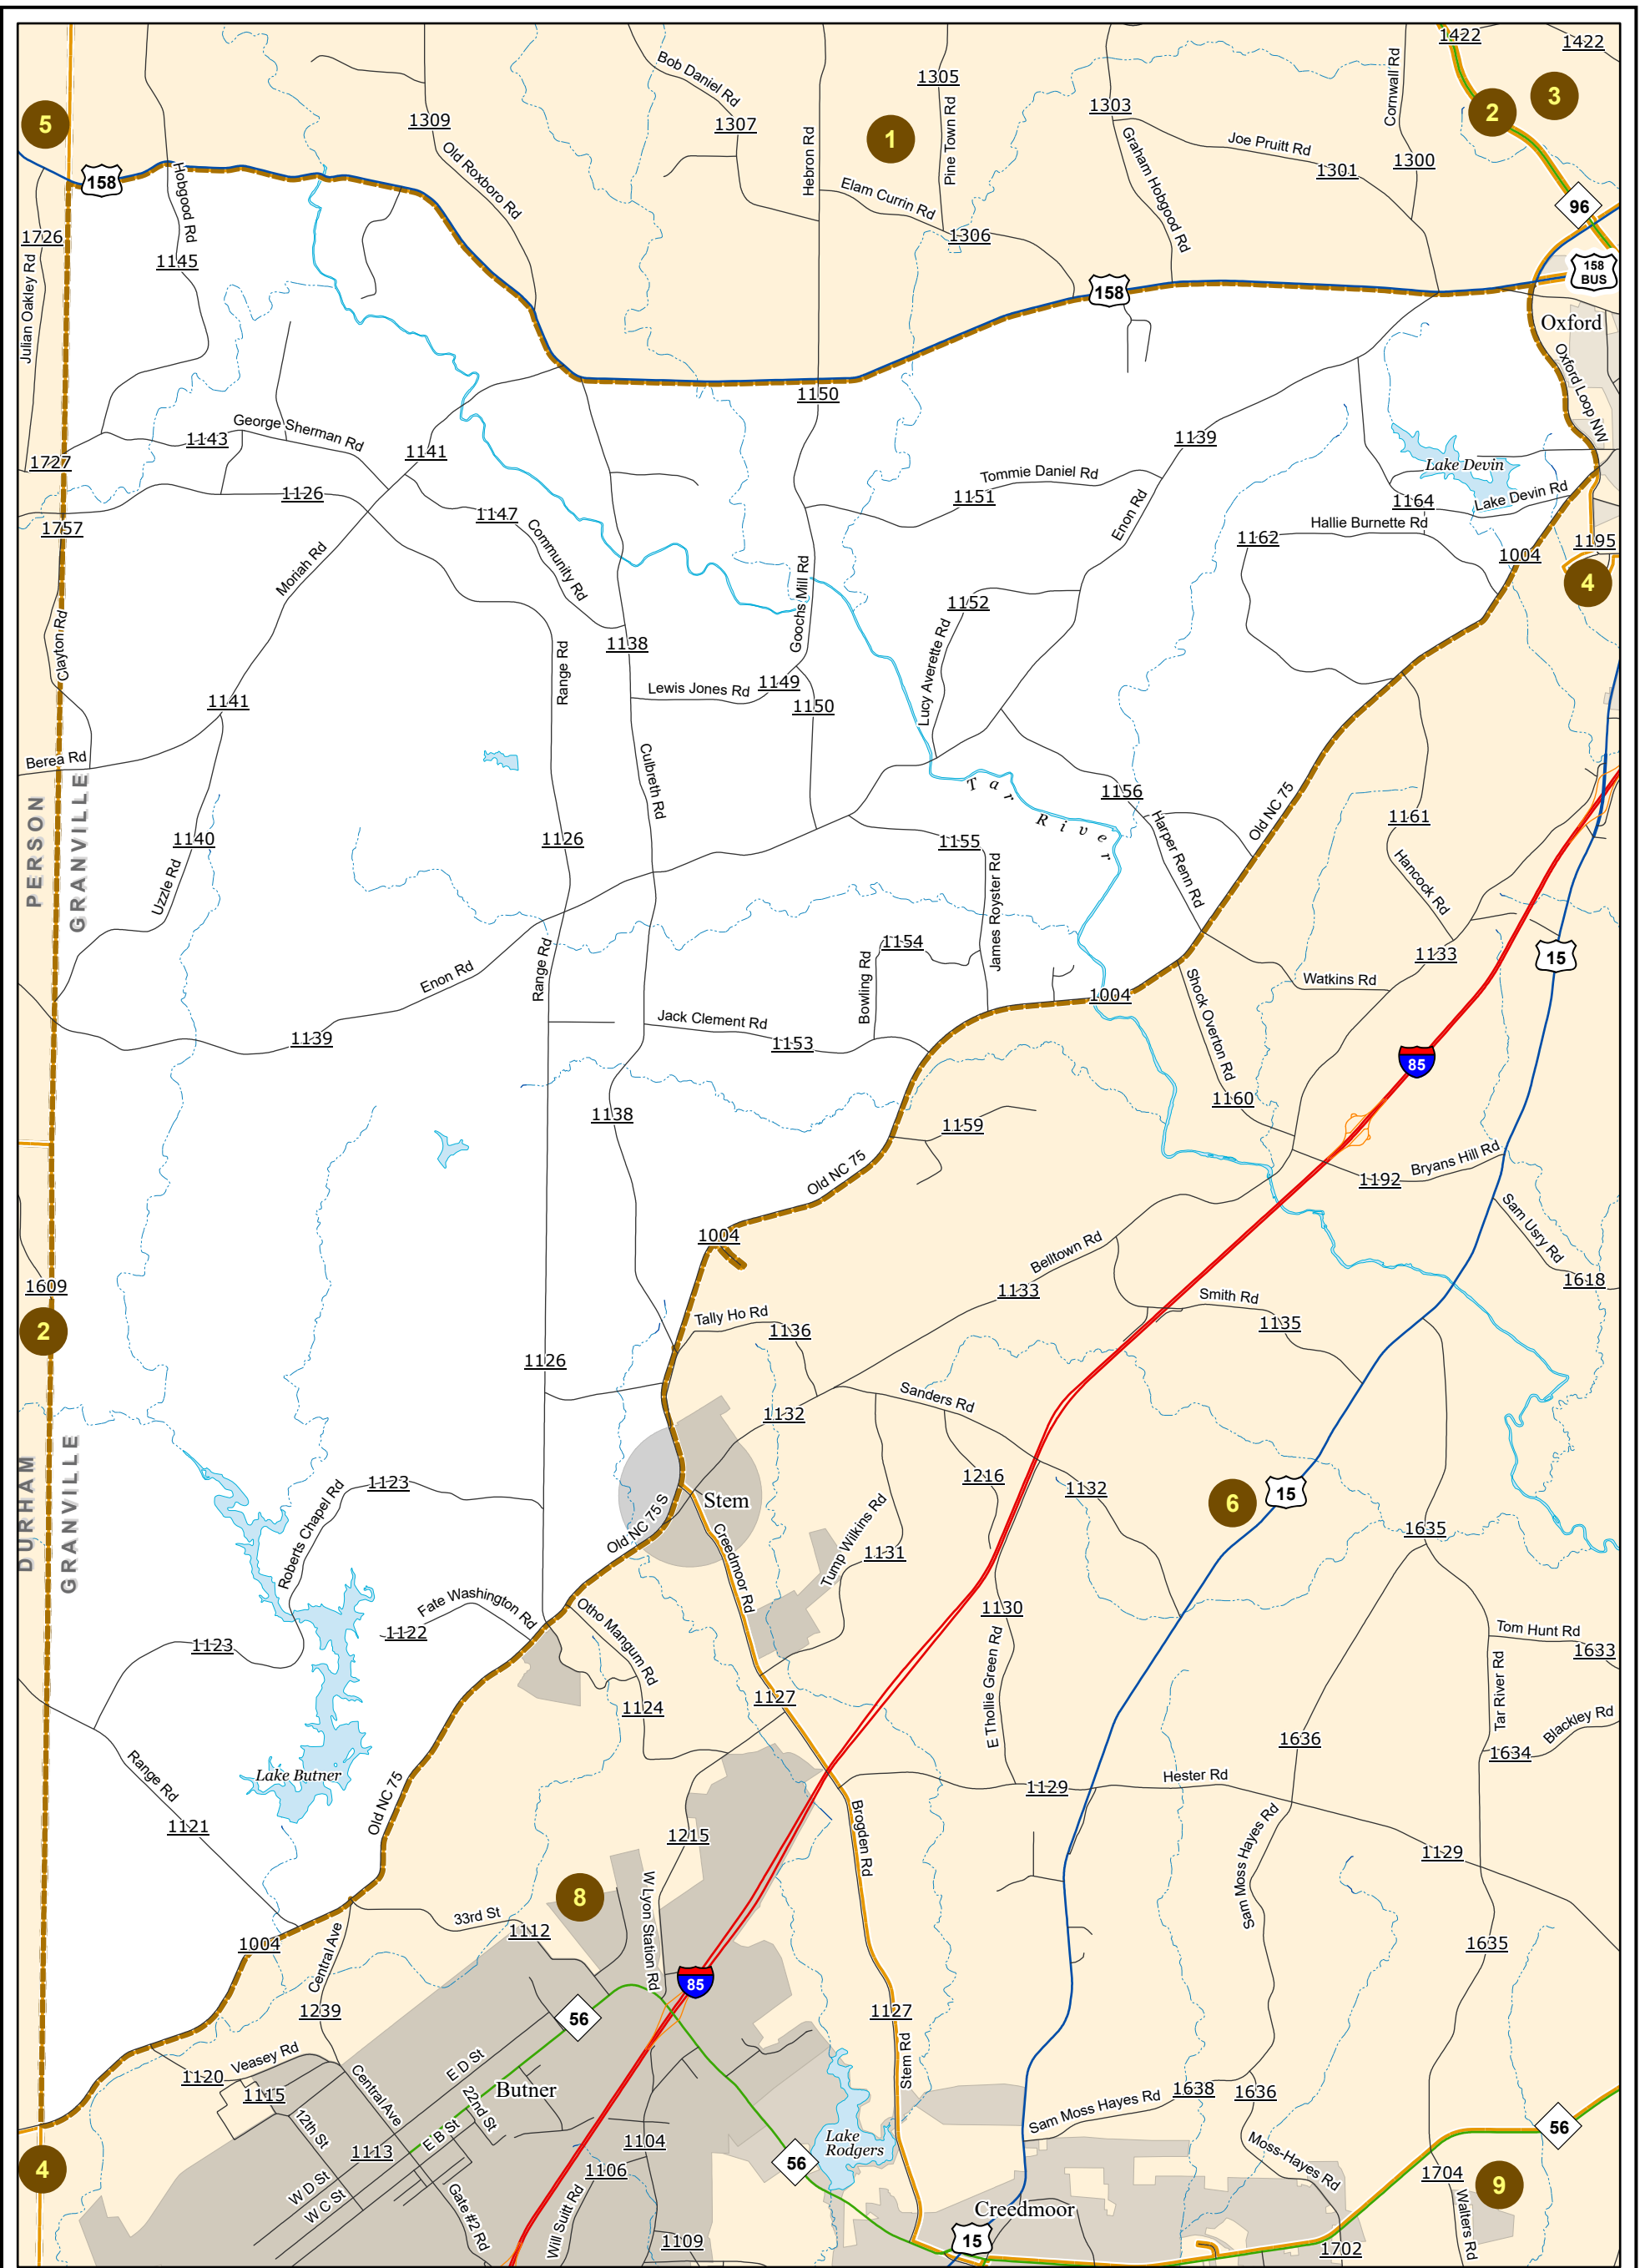 1422
1422
Bob Daniel Rd
1305
Cornwall Rd
3
2
5
1309
1307
1303
1
Pine Town Rd
Joe Pruitt Rd
Old Roxboro Rd
Hebron Rd
Graham Hobgood Rd
1301
1300
158
Hobgood Rd
Elam Currin Rd
96
1726
1306
1145
Julian Oakley Rd
158
158
BUS
Oxford
Oxford Loop NW
1150
George Sherman Rd
1143
1141
1139
1727
Tommie Daniel Rd
Lake Devin
1126
1151
1164
Lake Devin Rd
1147
Enon Rd
Hallie Burnette Rd
1757
Community Rd
1162
1195
1004
Moriah Rd
Goochs Mill Rd
4
1152
Clayton Rd
Range Rd
1138
Lucy Averette Rd
Lewis Jones Rd
1149
1141
1150
Berea Rd
Culbreth Rd
Tar
River
1156
Old NC 75
PERSON
GRANVILLE
1161
Harper Renn Rd
1140
1126
1155
Uzzle Rd
James Royster Rd
Hancock Rd
1154
1133
15
Range Rd
Enon Rd
Bowling Rd
Watkins Rd
1004
Shock Overton Rd
Jack Clement Rd
1139
1153
85
1160
1138
1159
Bryans Hill Rd
Old NC 75
1192
1004
Sam Usry Rd
Belltown Rd
1609
1618
1133
Smith Rd
2
Tally Ho Rd
1136
1135
1126
Sanders Rd
1132
DURHAM
GRANVILLE
1123
1216
1132
15
6
Stem
Roberts Chapel Rd
Old NC 75 S
Creedmoor Rd
Tump Wilkins Rd
1635
1131
Fate Washington Rd
Otho Mangum Rd
1130
1122
1123
Tom Hunt Rd
1633
E Thollie Green Rd
Tar River Rd
1127
1124
Blackley Rd
1636
1634
Range Rd
Lake Butner
Hester Rd
1129
Old NC 75
1121
1215
Brogden Rd
Sam Moss Hayes Rd
1129
8
W Lyon Station Rd
33rd St
1112
1004
Central Ave
1635
85
1239
56
1127
Veasey Rd
E D St
Stem Rd
1120
Central Ave
1115
Butner
22nd St
1638
1636
Sam Moss Hayes Rd
12th St
E B St
56
Lake
Rodgers
1113
1104
Moss-Hayes Rd
4
1106
56
1704
9
W D St
W C St
Gate #2 Rd
Will Suitt Rd
Creedmoor
Walters Rd
15
1109
1702